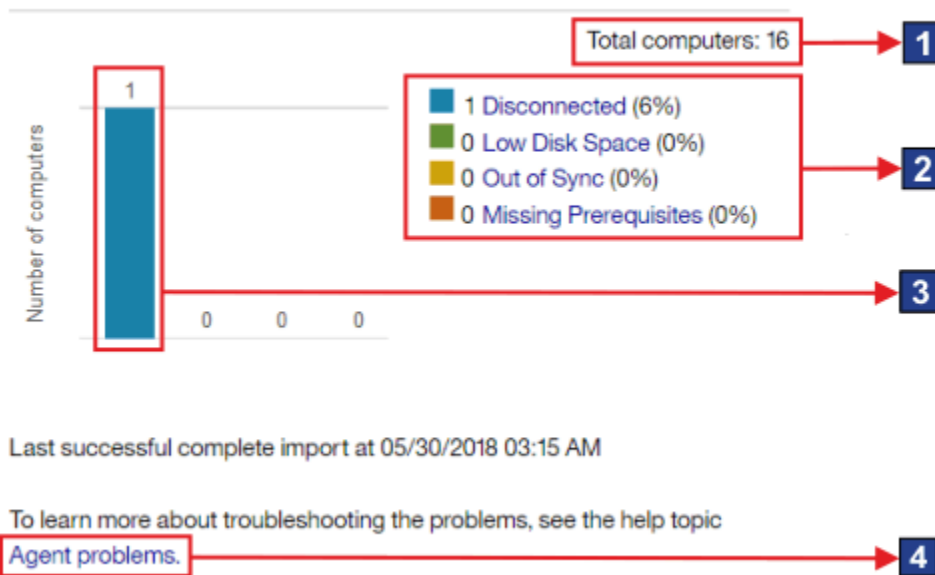 Total computers: 16
1
1
1 Disconnected (6%)
0 Low Disk Space (0%)
0 Out of Sync (0%)
0 Missing Prerequisites (0%)
2
Number of computers
3
0 0 0
Last successful complete import at 05/30/2018 03:15 AM
To learn more about troubleshooting the problems, see the help topic
Agent problems.
4